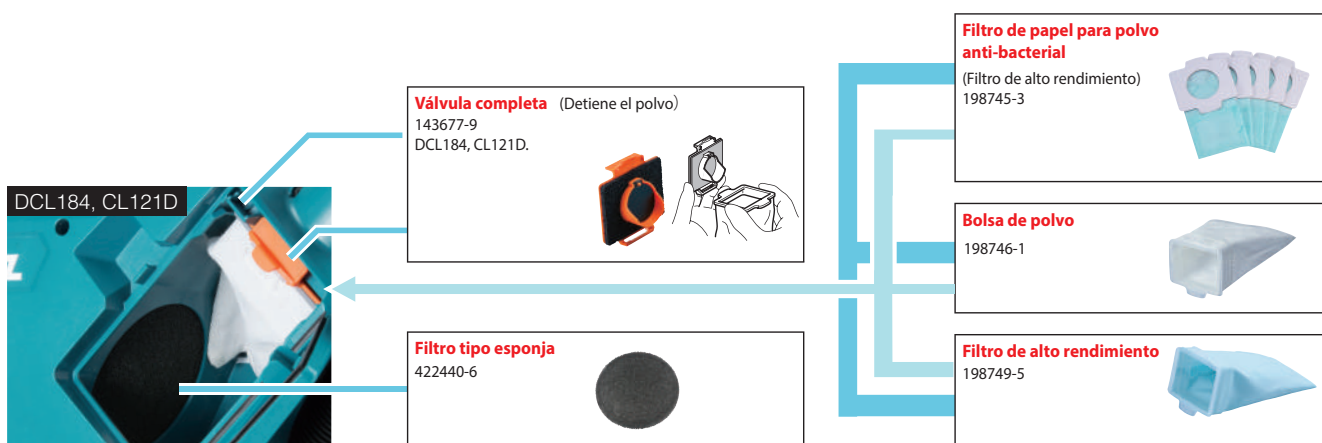 DCL184, CL121D
Válvula completa (Detiene el polvo)
143677-9
DCL184, CL121D.
Filtro tipo esponja
422440-6
Filtro de papel para polvo
anti-bacterial
(Filtro de alto rendimiento)
198745-3
Bolsa de polvo
198746-1
Filtro de alto rendimiento
198749-5